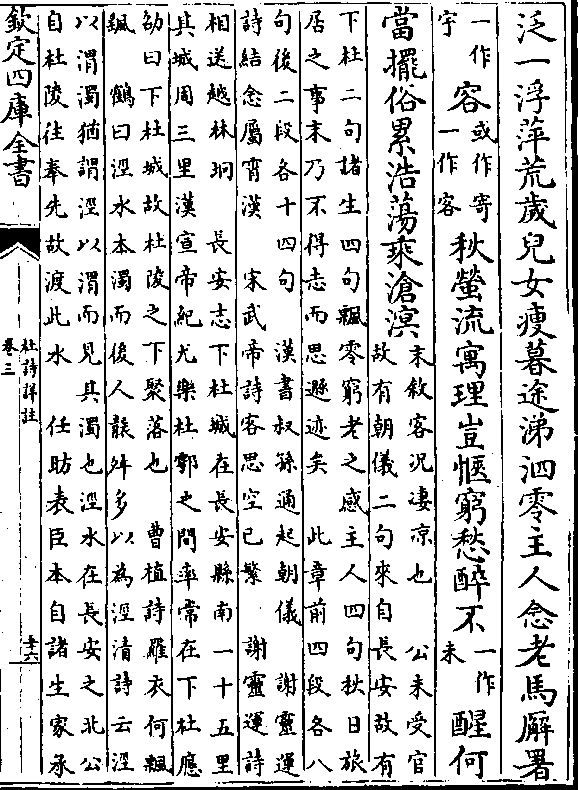 泛一浮萍荒歲兒女瘦暮途涕泗零主人念老馬廨署
一作宇容或作寄一作客秋螢流寓理豈愜窮愁醉不一作未醒何
當擺俗累浩蕩乘滄溟末敘客況凄凉也 公未受官故有朝儀二句來自長安故有
下杜二句諸生四句飄零窮老之感主人四句秋日旅
居之事末乃不得志而思遯迹矣 此章前四段各八
句後二段各十四句 漢書叔孫通起朝儀 謝靈運
詩結念屬霄漢 宋武帝詩客思空已繁 謝靈運詩
相送越林坰 長安志下杜城在長安縣南一十五里
其城周三里漢宣帝紀尤樂杜鄠之間率常在下杜應
劭曰下杜城故杜陵之下聚落也 曹植詩羅衣何飄
飄 鶴曰涇水本濁而後人疑舛多以為涇清詩云涇
以渭濁猶謂涇以渭而見其濁也涇水在長安之北公
自杜陵往奉先故渡此水 任昉表臣本自諸生家承
欽定四庫全書
杜詩詳註
卷三
十六